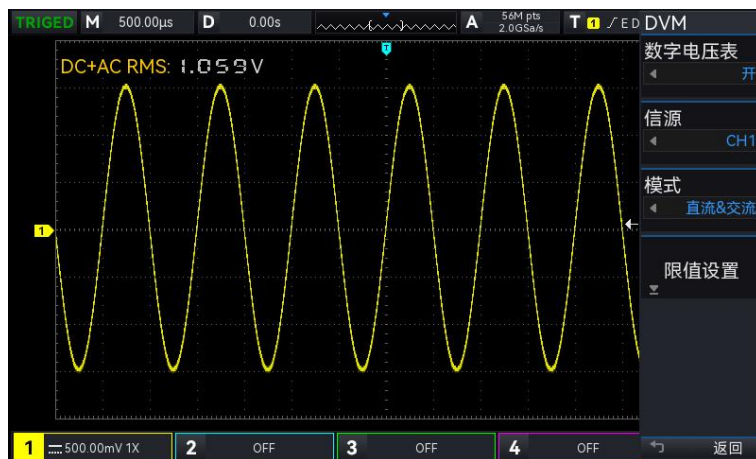 TRIGED M 500.00µs D 0.00s A 56M pts 2.0GSa/s T 1 ED DVM
T
数字电压表
开
DC+AC RMS: 1.059V
信源
CH1
模式
直流&交流
1
限值设置
1 500.00mV 1X 2 OFF 3 OFF 4 OFF 返回